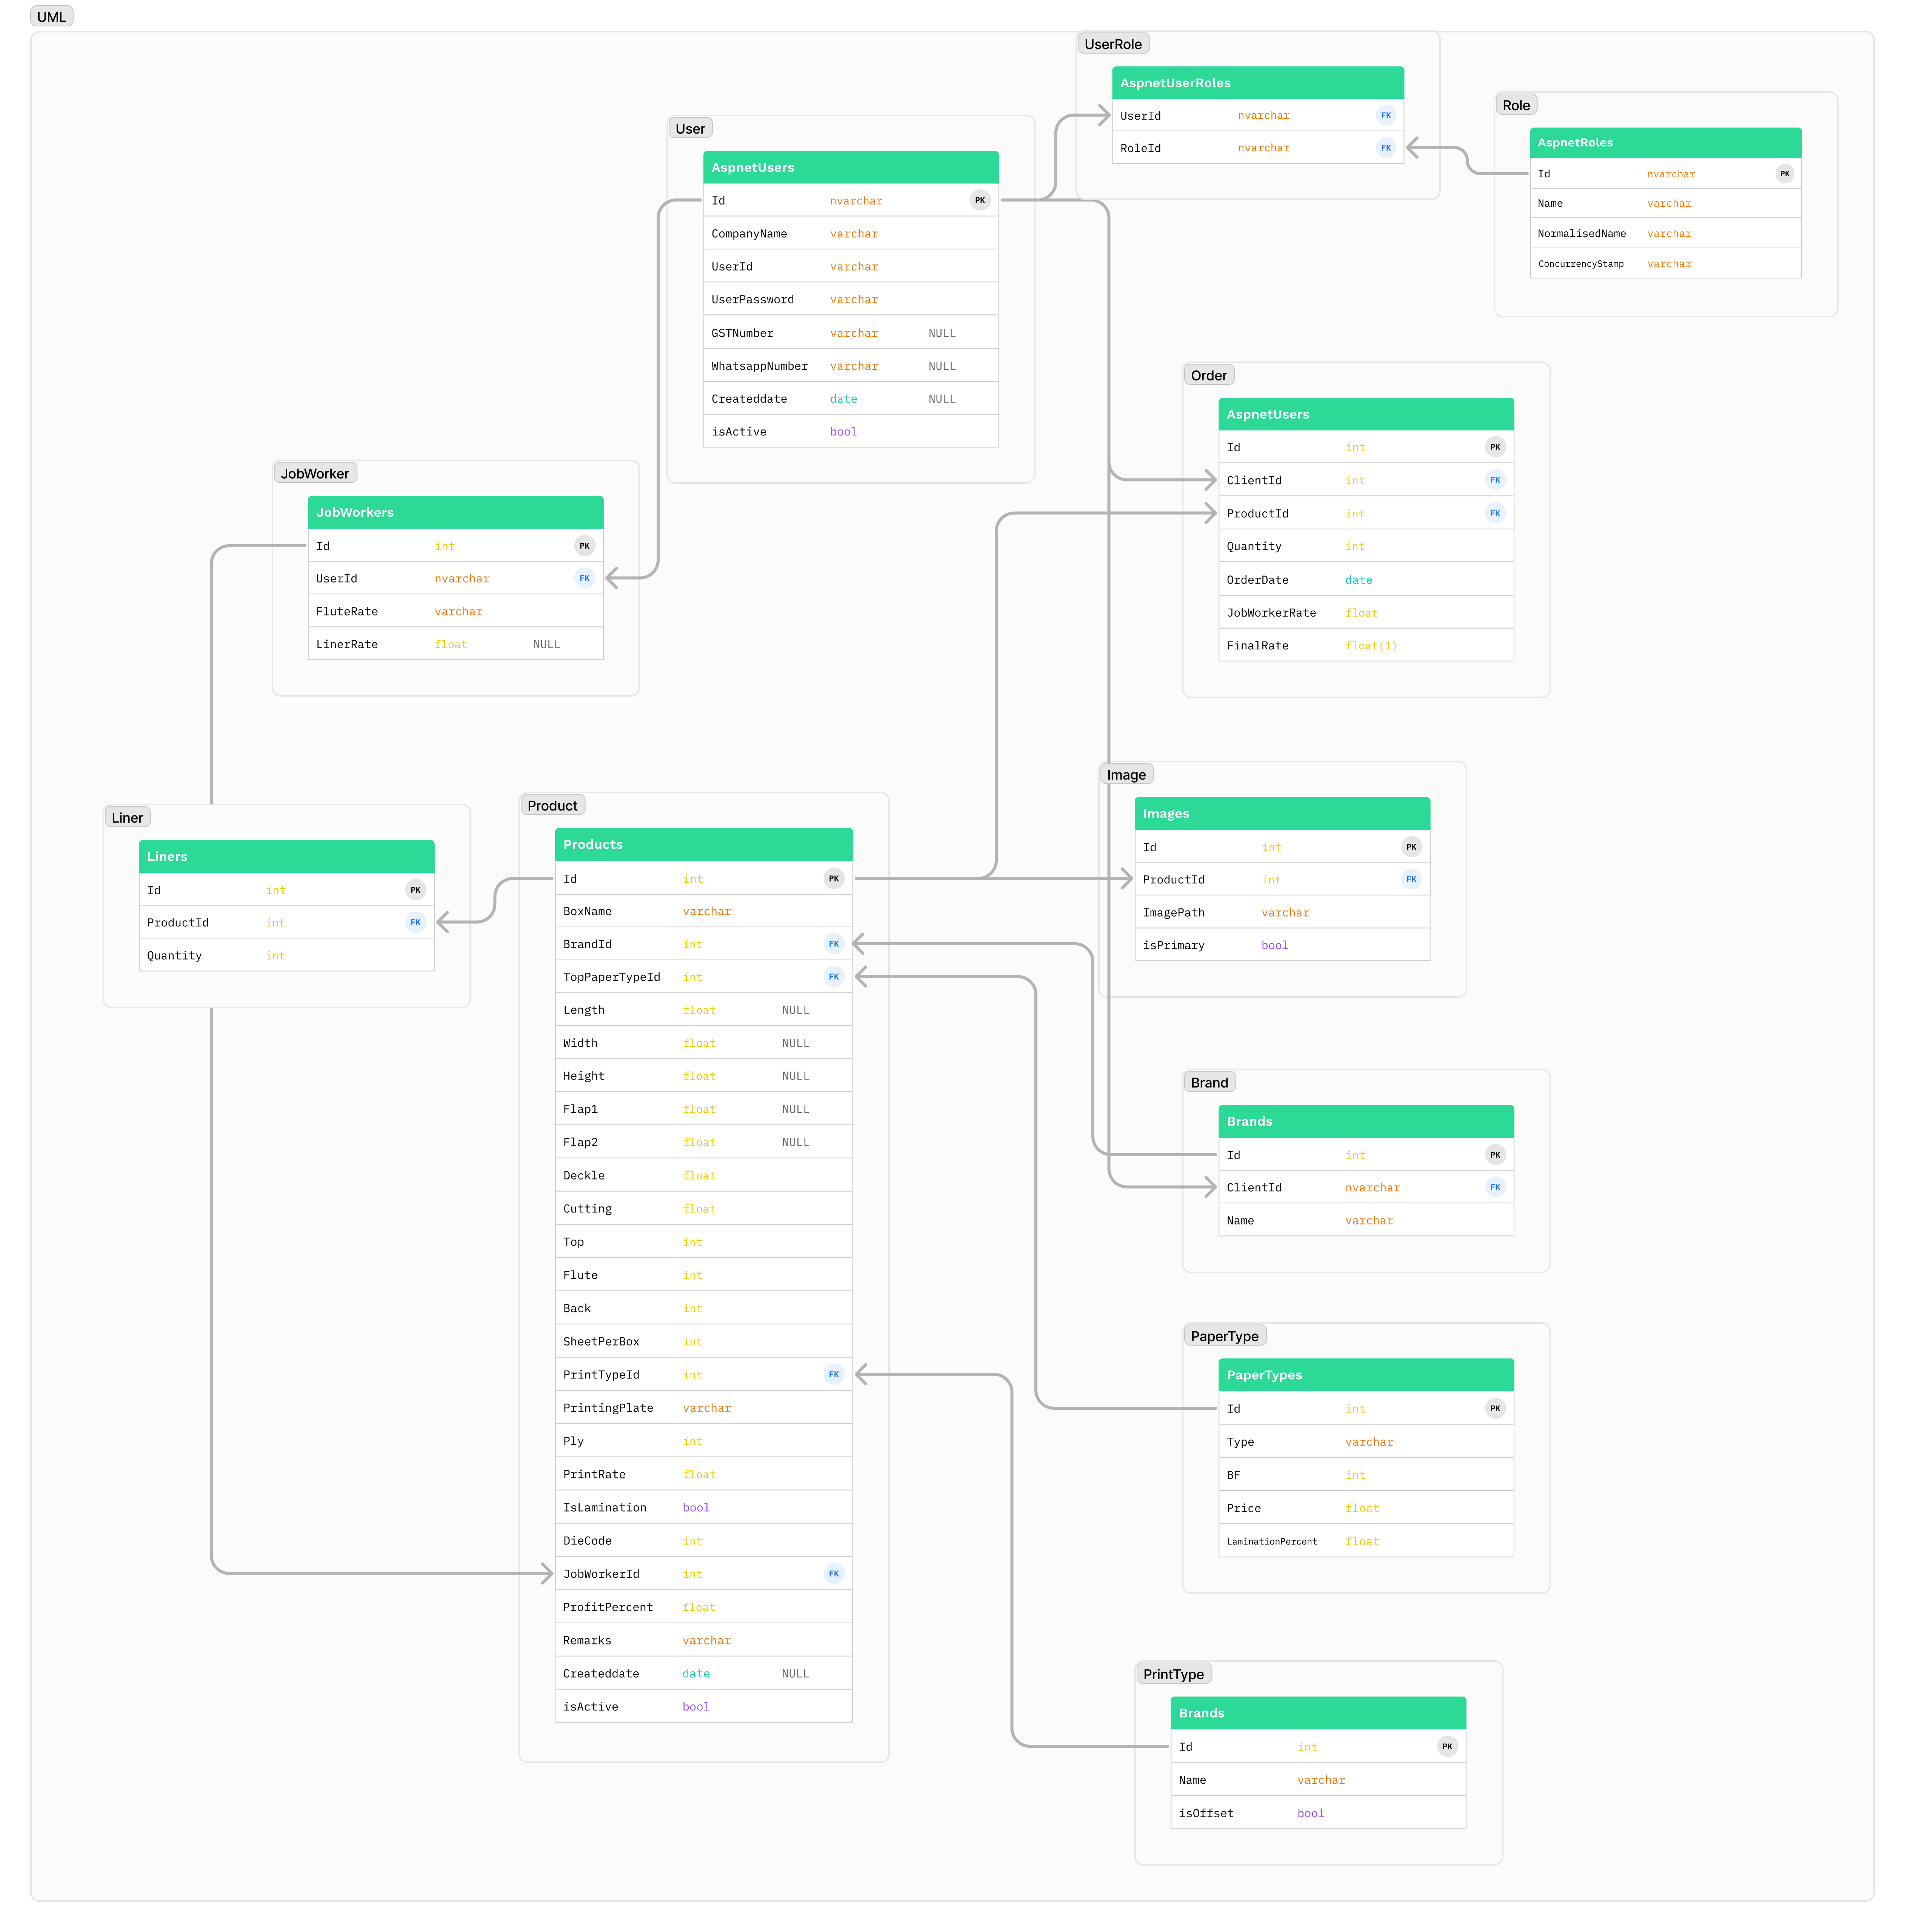 UML
UserRole
AspnetUserRoles
UserId nvarchar FK
RoleId nvarchar FK
Role
AspnetRoles
Id nvarchar PK
Name varchar
NormalisedName varchar
ConcurrencyStamp varchar
User
AspnetUsers
Id nvarchar PK
CompanyName varchar
UserId varchar
UserPassword varchar
GSTNumber varchar NULL
WhatsappNumber varchar NULL
Createddate date NULL
isActive bool
Order
AspnetUsers
Id int PK
ClientId int FK
ProductId int FK
Quantity int
OrderDate date
JobWorkerRate float
FinalRate float(1)
JobWorker
JobWorkers
Id int PK
UserId nvarchar FK
FluteRate varchar
LinerRate float NULL
Liner
Liners
Id int PK
ProductId int FK
Quantity int
Product
Products
Id int PK
BoxName varchar
BrandId int FK
TopPaperTypeId int FK
Length float NULL
Width float NULL
Height float NULL
Flap1 float NULL
Flap2 float NULL
Deckle float
Cutting float
Top int
Flute int
Back int
SheetPerBox int
PrintTypeId int FK
PrintingPlate varchar
Ply int
PrintRate float
IsLamination bool
DieCode int
JobWorkerId int FK
ProfitPercent float
Remarks varchar
Createddate date NULL
isActive bool
Image
Images
Id int PK
ProductId int FK
ImagePath varchar
isPrimary bool
Brand
Brands
Id int PK
ClientId nvarchar FK
Name varchar
PaperType
PaperTypes
Id int PK
Type varchar
BF int
Price float
LaminationPercent float
PrintType
Brands
Id int PK
Name varchar
isOffset bool